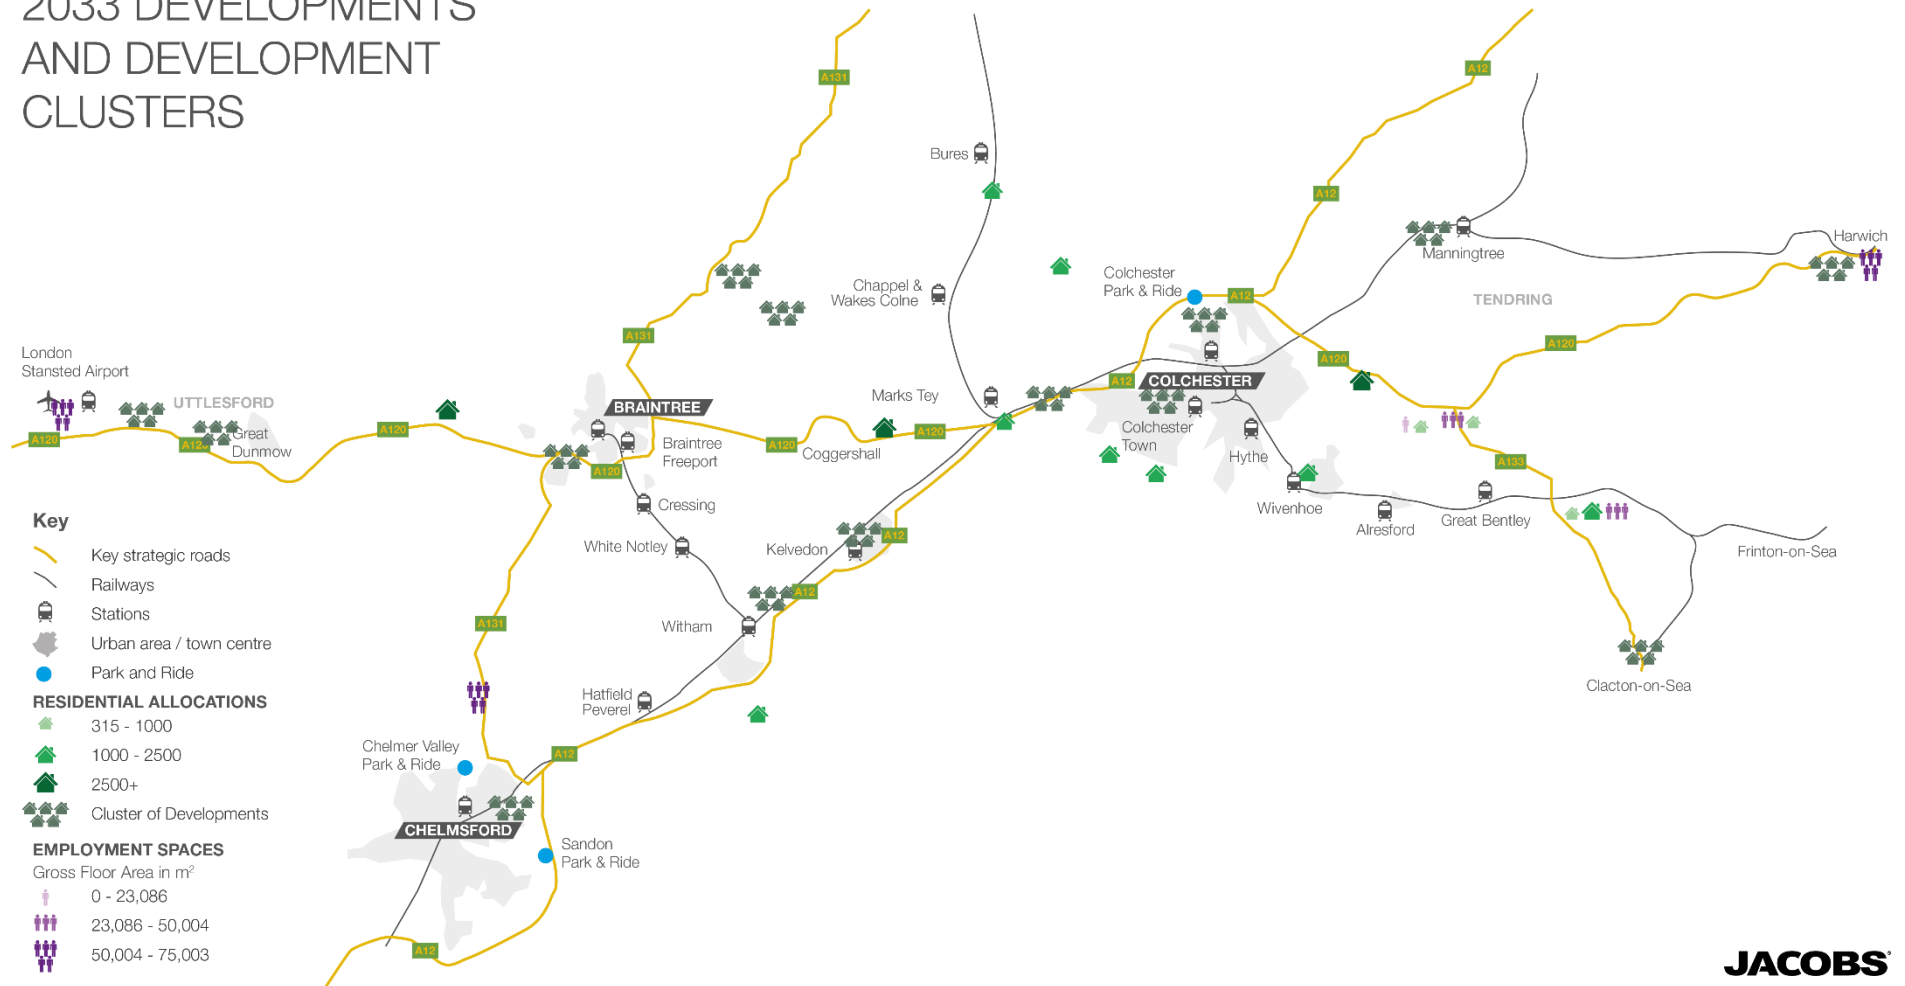 2033 DEVELOPMENTS
AND DEVELOPMENT
CLUSTERS
A131
A12
Bures
A12
Harwich
Manningtree
Colchester
Park & Ride
Chappel &
Wakes Colne
A12
TENDRING
A131
A120
London
Stansted Airport
A120
Marks Tey
A12
COLCHESTER
UTTLESFORD
BRAINTREE
A120
A120
A120
Great
Dunmow
A120
A120
Coggershall
Braintree
Freeport
A120
Colchester
Town
Hythe
A133
Cressing
Wivenhoe
Alresford
Great Bentley
White Notley
Kelvedon
A12
Frinton-on-Sea
A12
A131
Witham
Clacton-on-Sea
Hatfield
Peverel
Chelmer Valley
Park & Ride
A12
CHELMSFORD
Sandon
Park & Ride
A12
Key
Key strategic roads
Railways
Stations
Urban area / town centre
Park and Ride
RESIDENTIAL ALLOCATIONS
315 - 1000
1000 - 2500
2500+
Cluster of Developments
EMPLOYMENT SPACES
Gross Floor Area in m²
0 - 23,086
23,086 - 50,004
50,004 - 75,003
JACOBS